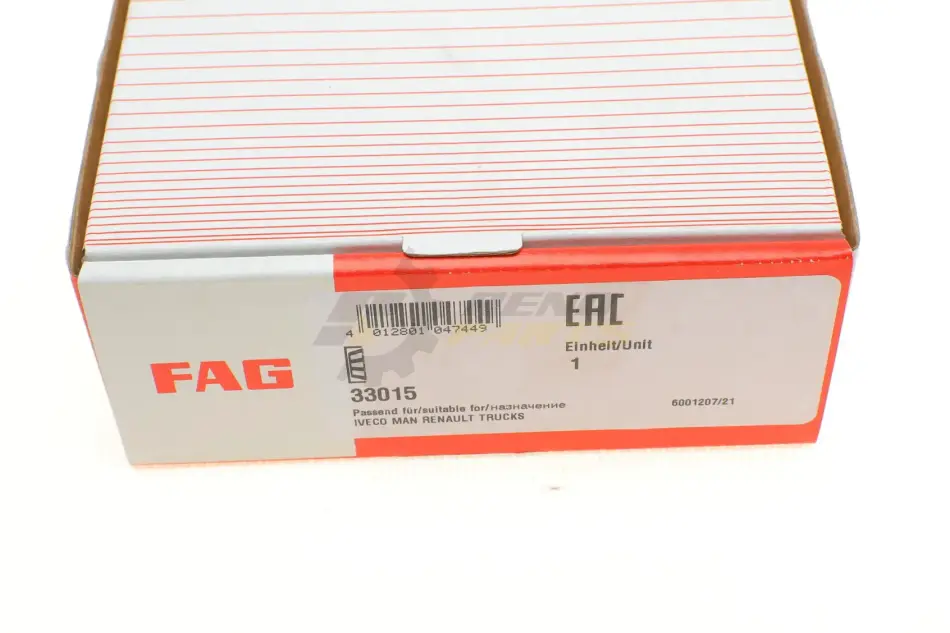 FAG
4 012801 047449
EAC
Einheit/Unit
1
33015
Passend für/suitable for/назначение
IVECO MAN RENAULT TRUCKS
6001207/21